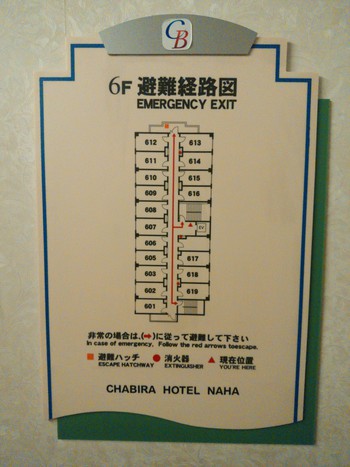 CB
6F 避難経路図
EMERGENCY EXIT
612 613
611 614
610 615
609 616
608
607
EV
606 617
605
603 618
602 619
601
非常の場合は、(➡)に従って避難して下さい
In case of emergency, Follow the red arrows toescape.
避難ハッチ 消火器 現在位置
ESCAPE HATCHWAY EXTINGUISHER YOU'RE HERE
CHABIRA HOTEL NAHA